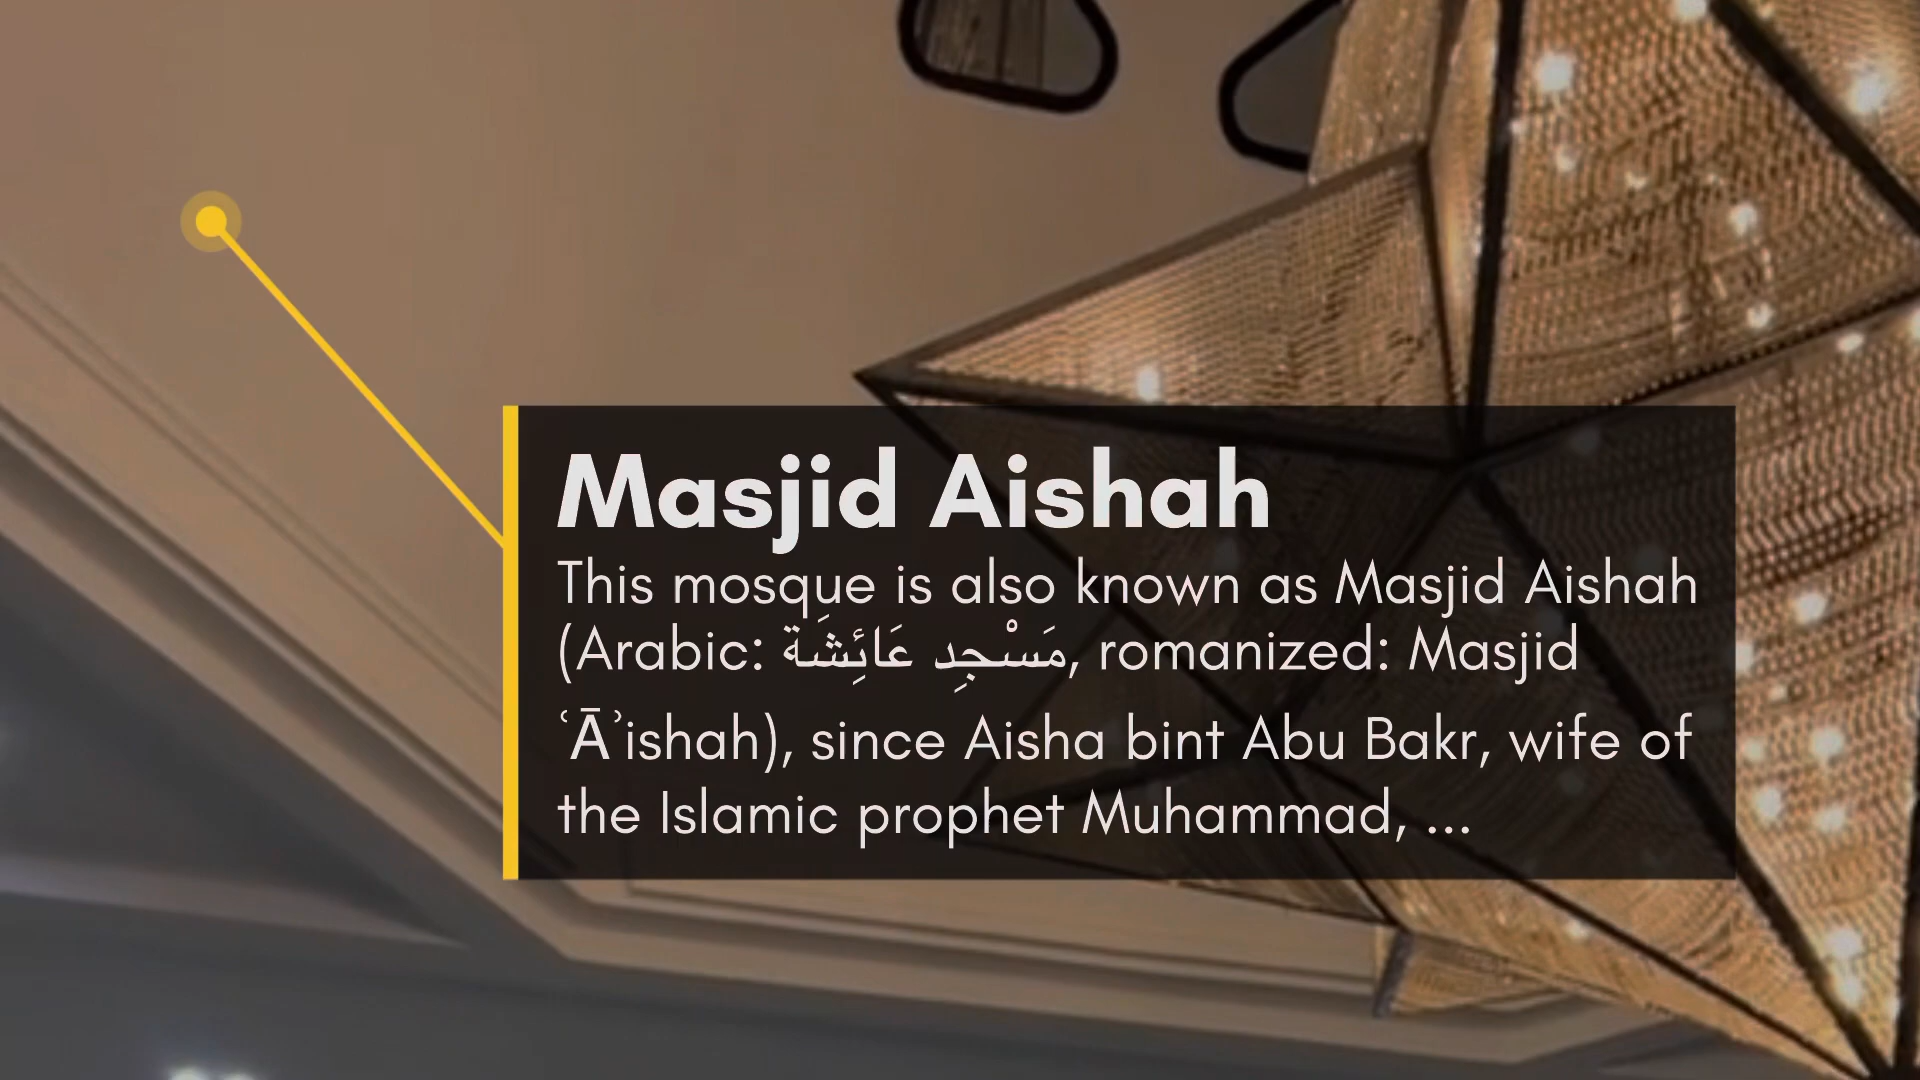 Masjid Aishah
This mosque is also known as Masjid Aishah
(Arabic: مَسْجِد عَائِشَة, romanized: Masjid
ʿĀʾishah), since Aisha bint Abu Bakr, wife of
the Islamic prophet Muhammad, ...